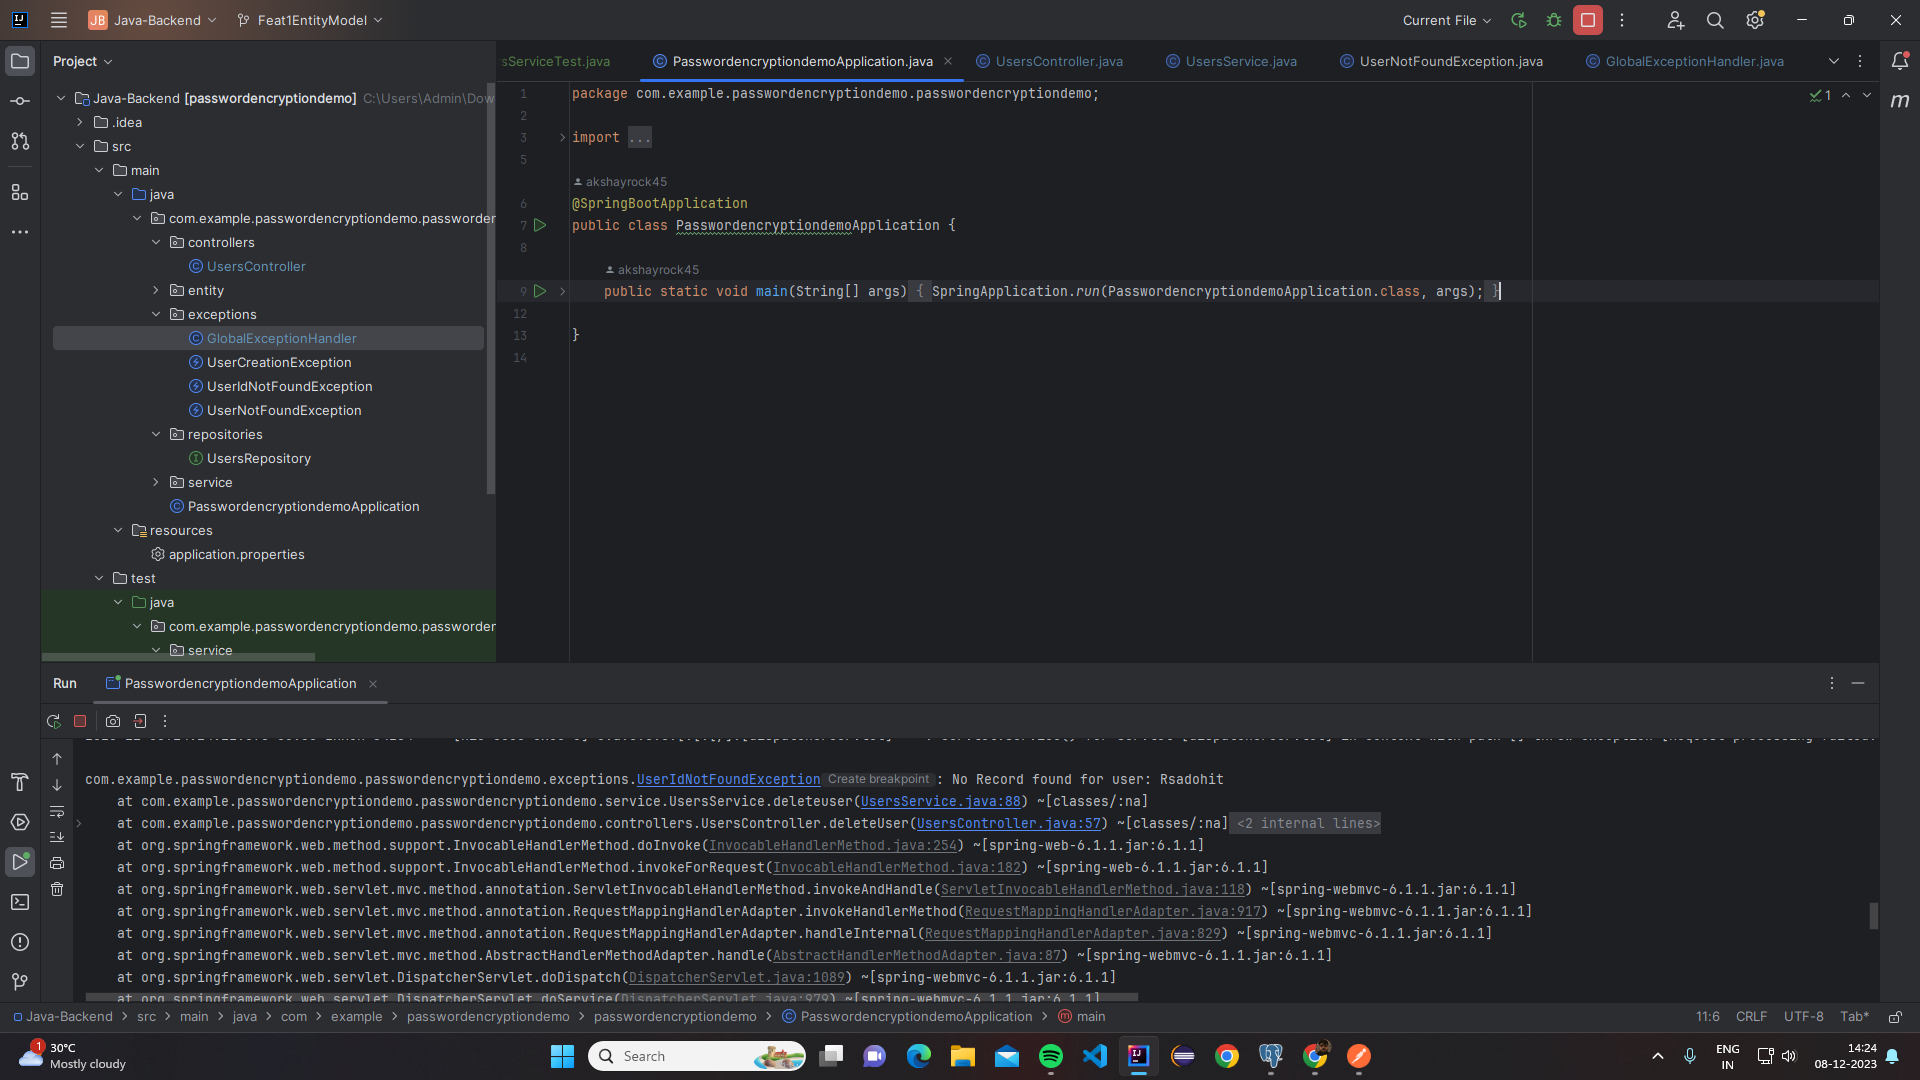 JB Java-Backend Feat1EntityModel Current File
Project
sServiceTest.java PasswordencryptiondemoApplication.java UsersController.java UsersService.java UserNotFoundException.java GlobalExceptionHandler.java
Java-Backend [passwordencryptiondemo] C:\Users\Admin\Dow
.idea
src
main
java
com.example.passwordencryptiondemo.passworden
controllers
UsersController
entity
exceptions
GlobalExceptionHandler
UserCreationException
UserIdNotFoundException
UserNotFoundException
repositories
UsersRepository
service
PasswordencryptiondemoApplication
resources
application.properties
test
java
com.example.passwordencryptiondemo.passworden
service
1 package com.example.passwordencryptiondemo.passwordencryptiondemo;
2
3 import ...
5
akshayrock45
6 @SpringBootApplication
7 public class PasswordencryptiondemoApplication {
8
akshayrock45
9 public static void main(String[] args) { SpringApplication.run(PasswordencryptiondemoApplication.class, args); }
12
13 }
14
1
Run PasswordencryptiondemoApplication
com.example.passwordencryptiondemo.passwordencryptiondemo.exceptions.UserIdNotFoundException Create breakpoint : No Record found for user: Rsadohit
at com.example.passwordencryptiondemo.passwordencryptiondemo.service.UsersService.deleteuser(UsersService.java:88) ~[classes/:na]
at com.example.passwordencryptiondemo.passwordencryptiondemo.controllers.UsersController.deleteUser(UsersController.java:57) ~[classes/:na] <2 internal lines>
at org.springframework.web.method.support.InvocableHandlerMethod.doInvoke(InvocableHandlerMethod.java:254) ~[spring-web-6.1.1.jar:6.1.1]
at org.springframework.web.method.support.InvocableHandlerMethod.invokeForRequest(InvocableHandlerMethod.java:182) ~[spring-web-6.1.1.jar:6.1.1]
at org.springframework.web.servlet.mvc.method.annotation.ServletInvocableHandlerMethod.invokeAndHandle(ServletInvocableHandlerMethod.java:118) ~[spring-webmvc-6.1.1.jar:6.1.1]
at org.springframework.web.servlet.mvc.method.annotation.RequestMappingHandlerAdapter.invokeHandlerMethod(RequestMappingHandlerAdapter.java:917) ~[spring-webmvc-6.1.1.jar:6.1.1]
at org.springframework.web.servlet.mvc.method.annotation.RequestMappingHandlerAdapter.handleInternal(RequestMappingHandlerAdapter.java:829) ~[spring-webmvc-6.1.1.jar:6.1.1]
at org.springframework.web.servlet.mvc.method.AbstractHandlerMethodAdapter.handle(AbstractHandlerMethodAdapter.java:87) ~[spring-webmvc-6.1.1.jar:6.1.1]
at org.springframework.web.servlet.DispatcherServlet.doDispatch(DispatcherServlet.java:1089) ~[spring-webmvc-6.1.1.jar:6.1.1]
at org.springframework.web.servlet.DispatcherServlet.doService(DispatcherServlet.java:979) ~[spring-webmvc-6.1.1.jar:6.1.1]
Java-Backend > src > main > java > com > example > passwordencryptiondemo > passwordencryptiondemo > PasswordencryptiondemoApplication > main 11:6 CRLF UTF-8 Tab*
1 30°C
Mostly cloudy
Search
ENG
IN
14:24
08-12-2023